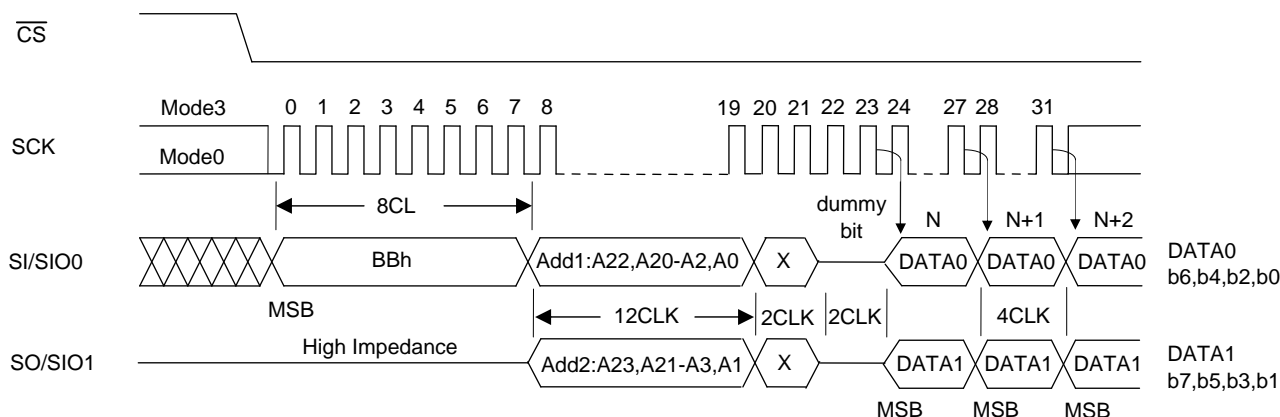 CS
Mode3
0 1 2 3 4 5 6 7 8 19 20 21 22 23 24 27 28 31
SCK
Mode0
8CL
dummy
bit
N N+1 N+2
SI/SIO0
BBh
Add1:A22,A20-A2,A0
X
DATA0 DATA0 DATA0
DATA0
b6,b4,b2,b0
MSB
12CLK
2CLK
2CLK
4CLK
SO/SIO1
High Impedance
Add2:A23,A21-A3,A1
X
DATA1 DATA1 DATA1
DATA1
b7,b5,b3,b1
MSB MSB MSB